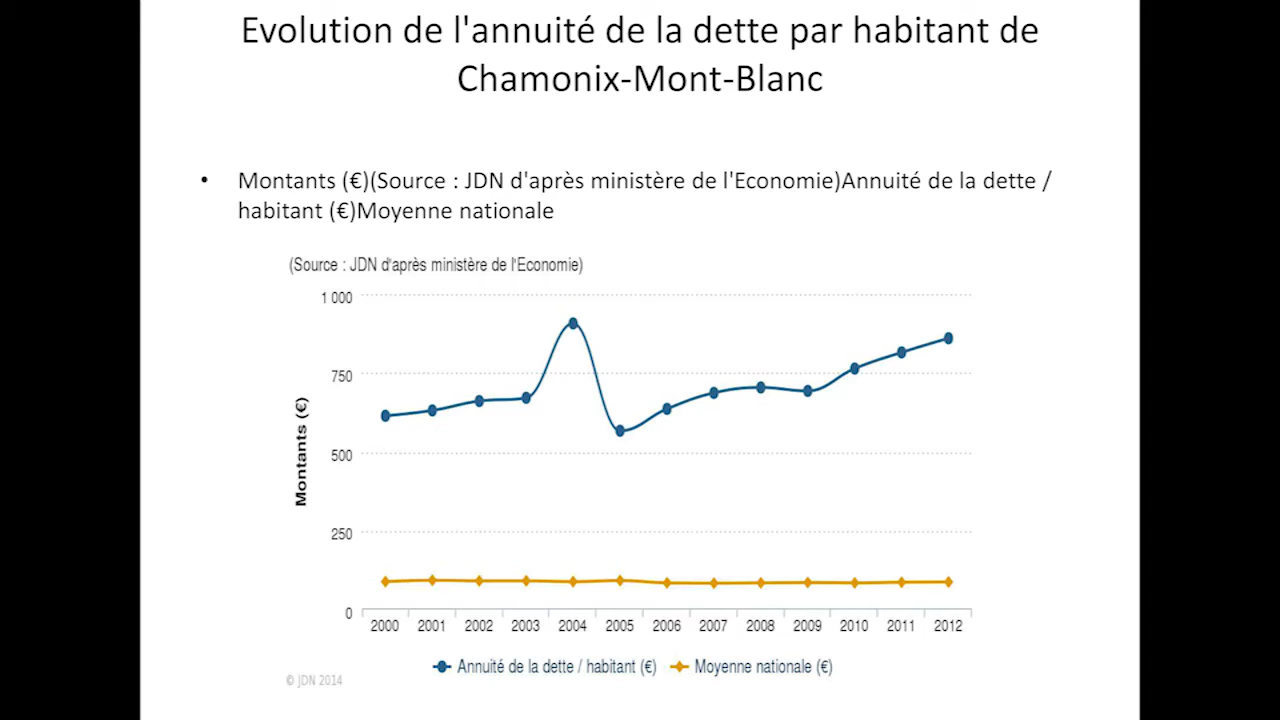 Evolution de l'annuité de la dette par habitant de
Chamonix-Mont-Blanc
• Montants (€)(Source : JDN d'après ministère de l'Economie)Annuité de la dette /
habitant (€)Moyenne nationale
(Source : JDN d'après ministère de l'Economie)
1 000
750
500
250
0
Montants (€)
2000 2001 2002 2003 2004 2005 2006 2007 2008 2009 2010 2011 2012
Annuité de la dette / habitant (€) Moyenne nationale (€)
© JDN 2014